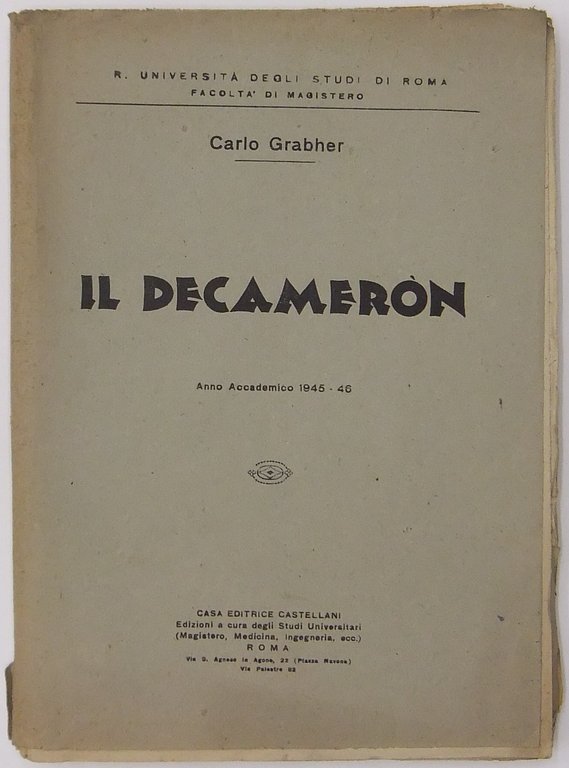 R. UNIVERSITÀ DEGLI STUDI DI ROMA
FACOLTA' DI MAGISTERO
Carlo Grabher
IL DECAMERÒN
Anno Accademico 1945 - 46
CASA EDITRICE CASTELLANI
Edizioni a cura degli Studi Universitari
(Magistero, Medicina, Ingegneria, ecc.)
ROMA
Via S. Agnese in Agone, 22 (Piazza Navona)
Via Palestro 82